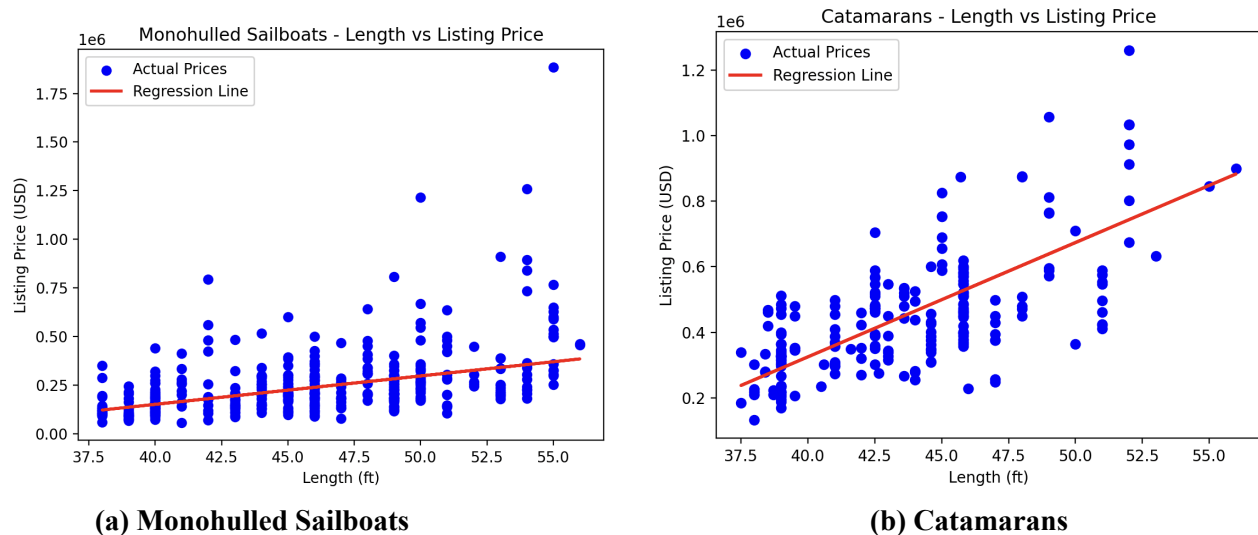 1e6
Monohulled Sailboats - Length vs Listing Price
Actual Prices
Regression Line
1.75
1.50
1.25
1.00
0.75
0.50
0.25
0.00
Listing Price (USD)
37.5 40.0 42.5 45.0 47.5 50.0 52.5 55.0
Length (ft)
(a) Monohulled Sailboats
1e6
Catamarans - Length vs Listing Price
Actual Prices
Regression Line
1.2
1.0
0.8
0.6
0.4
0.2
Listing Price (USD)
37.5 40.0 42.5 45.0 47.5 50.0 52.5 55.0
Length (ft)
(b) Catamarans